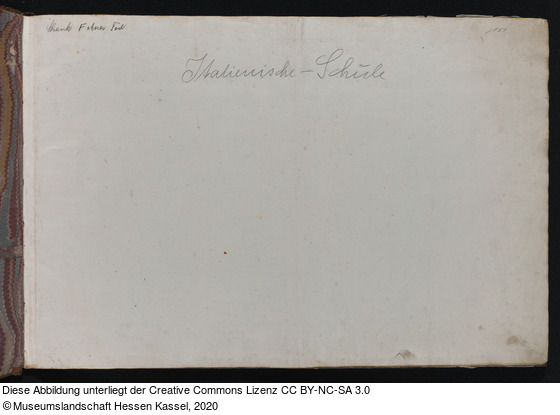 Italienische-Schule
Diese Abbildung unterliegt der Creative Commons Lizenz CC BY-NC-SA 3.0
©Museumslandschaft Hessen Kassel, 2020